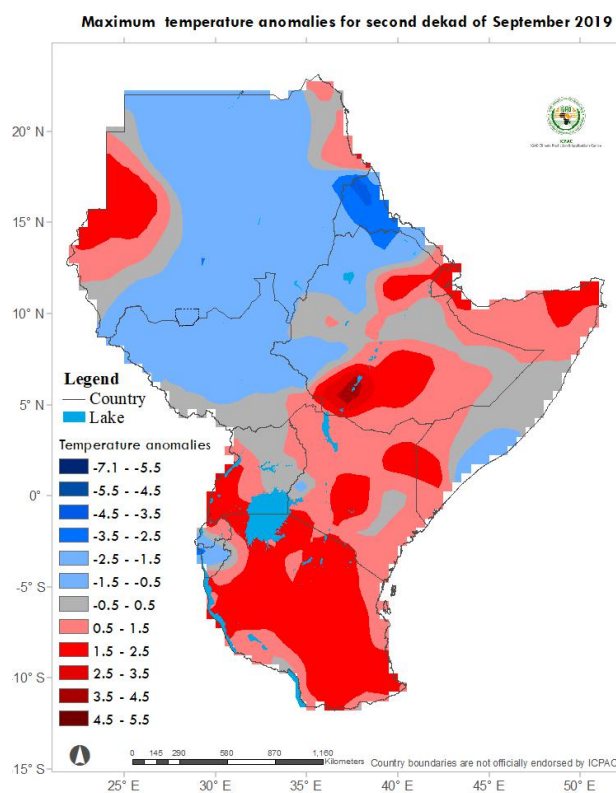 Maximum temperature anomalies for second dekad of September 2019
20° N
15° N
10° N
5° N
0°
5° S
10° S
15° S
IGAD
ICPAC
Legend
Country
Lake
Temperature anomalies
-7.1 - -5.5
-5.5 - -4.5
-4.5 - -3.5
-3.5 - -2.5
-2.5 - -1.5
-1.5 - -0.5
-0.5 - 0.5
0.5 - 1.5
1.5 - 2.5
2.5 - 3.5
3.5 - 4.5
4.5 - 5.5
0 145 290 580 870 1,160
Kilometers
Country boundaries are not officially endorsed by ICPAC
25° E 30° E 35° E 40° E 45° E 50° E